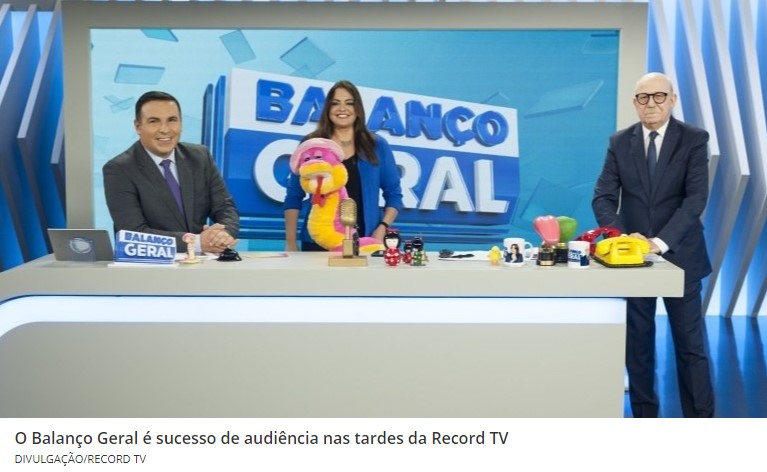 BALANÇO
GERAL
BALANÇO
GERAL
O Balanço Geral é sucesso de audiência nas tardes da Record TV
DIVULGAÇÃO/RECORD TV